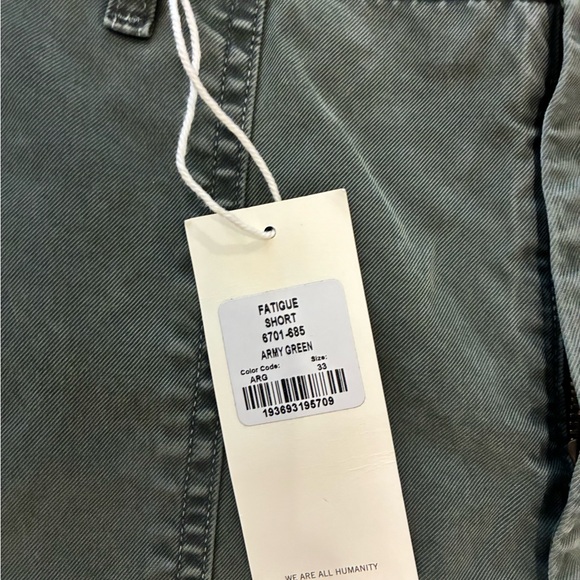 FATIGUE
SHORT
6701-685
ARMY GREEN
Color Code: Size:
ARG 33
193693195709
WE ARE ALL HUMANITY